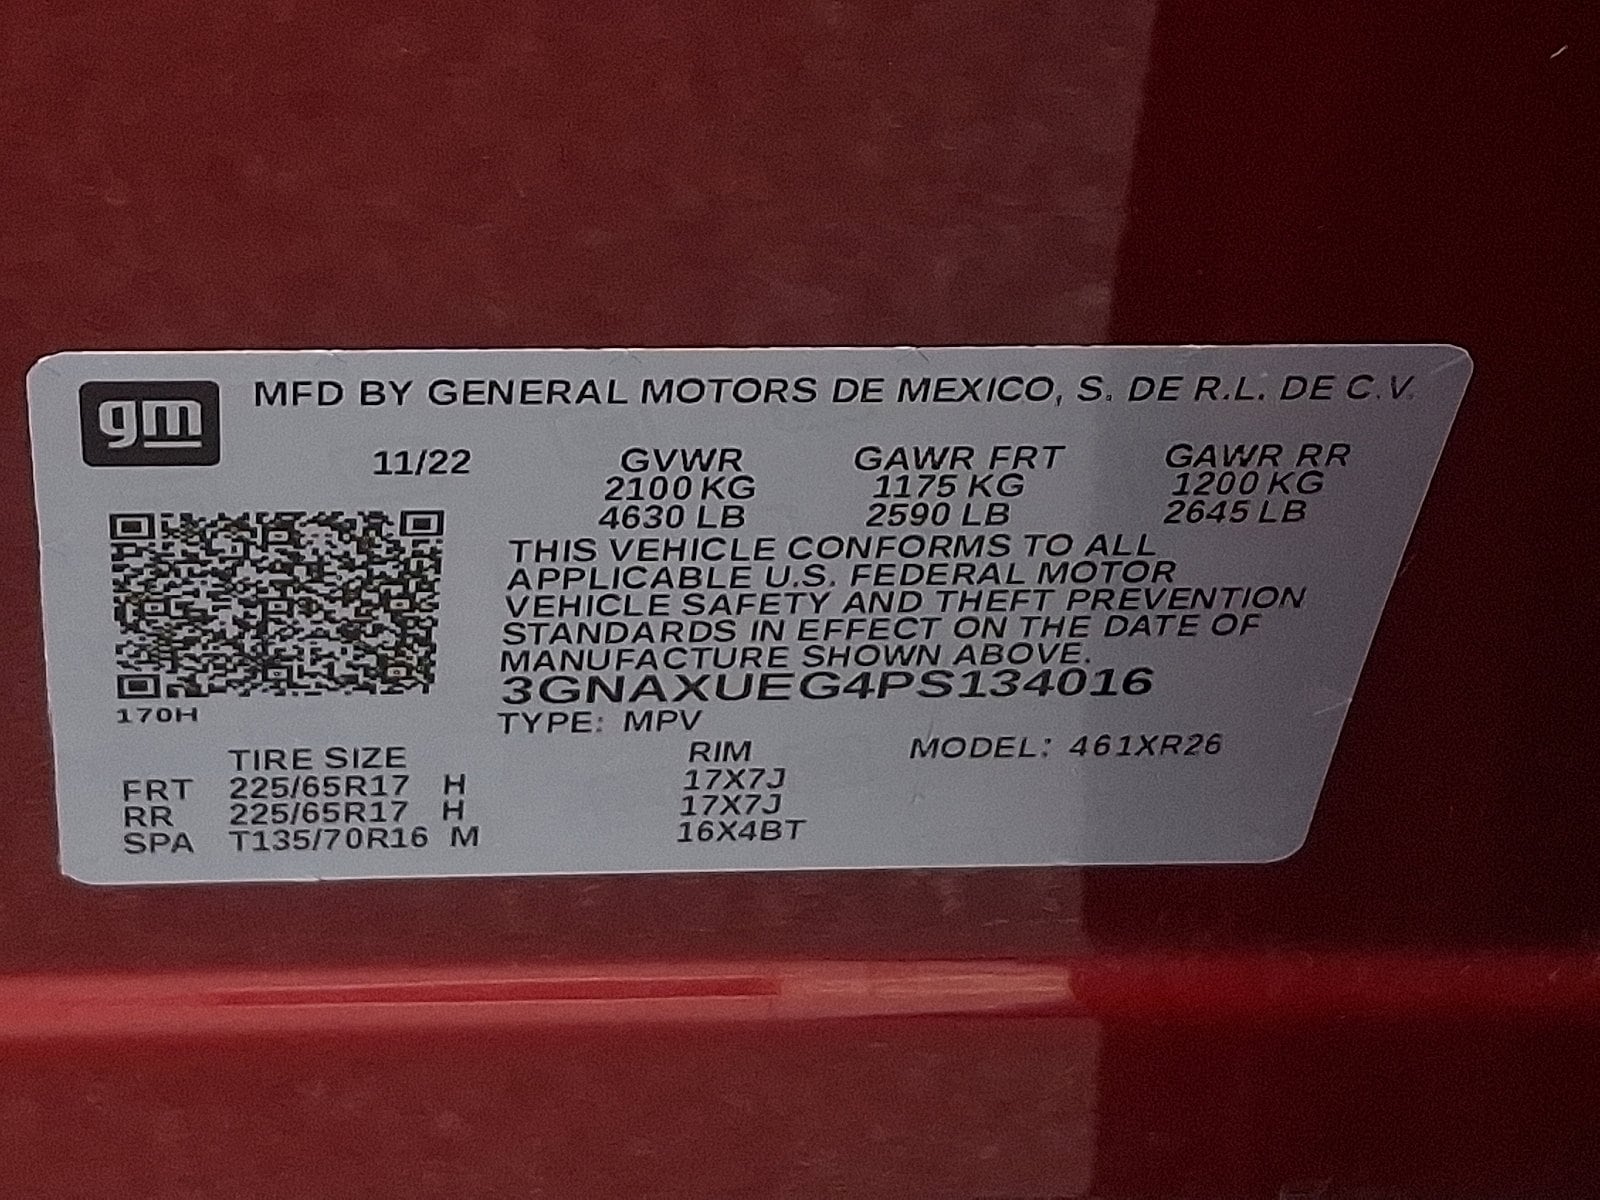 gm MFD BY GENERAL MOTORS DE MEXICO, S. DE R.L. DE C.V.
11/22 GVWR GAWR FRT GAWR RR
2100 KG 1175 KG 1200 KG
4630 LB 2590 LB 2645 LB
THIS VEHICLE CONFORMS TO ALL
APPLICABLE U.S. FEDERAL MOTOR
VEHICLE SAFETY AND THEFT PREVENTION
STANDARDS IN EFFECT ON THE DATE OF
MANUFACTURE SHOWN ABOVE.
3GNAXUEG4PS134016
170H TYPE: MPV
TIRE SIZE RIM MODEL: 461XR26
FRT 225/65R17 H 17X7J
RR 225/65R17 H 17X7J
SPA T135/70R16 M 16X4BT